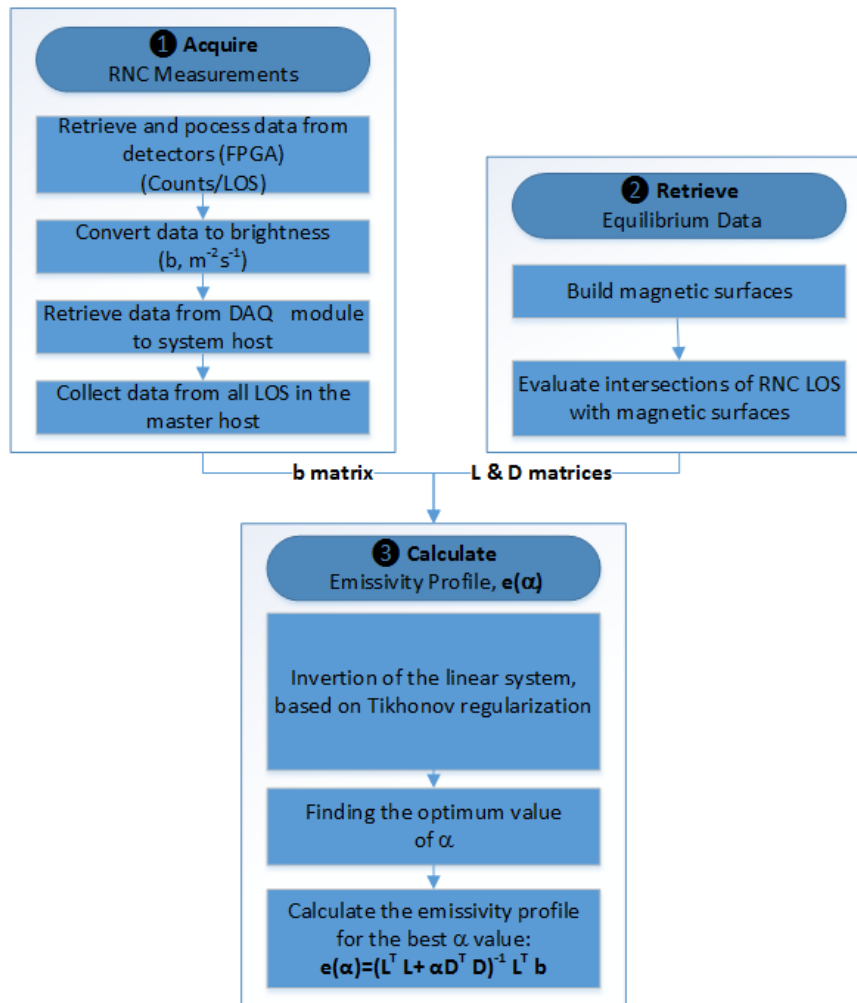 ❶ Acquire
RNC Measurements
Retrieve and pocess data from
detectors (FPGA)
(Counts/LOS)
Convert data to brightness
(b, m⁻²s⁻¹)
Retrieve data from DAQ module
to system host
Collect data from all LOS in the
master host
❷ Retrieve
Equilibrium Data
Build magnetic surfaces
Evaluate intersections of RNC LOS
with magnetic surfaces
b matrix
L & D matrices
❸ Calculate
Emissivity Profile, e(α)
Invertion of the linear system,
based on Tikhonov regularization
Finding the optimum value
of α
Calculate the emissivity profile
for the best α value:
e(α)=(Lᵀ L+ αDᵀ D)⁻¹ Lᵀ b